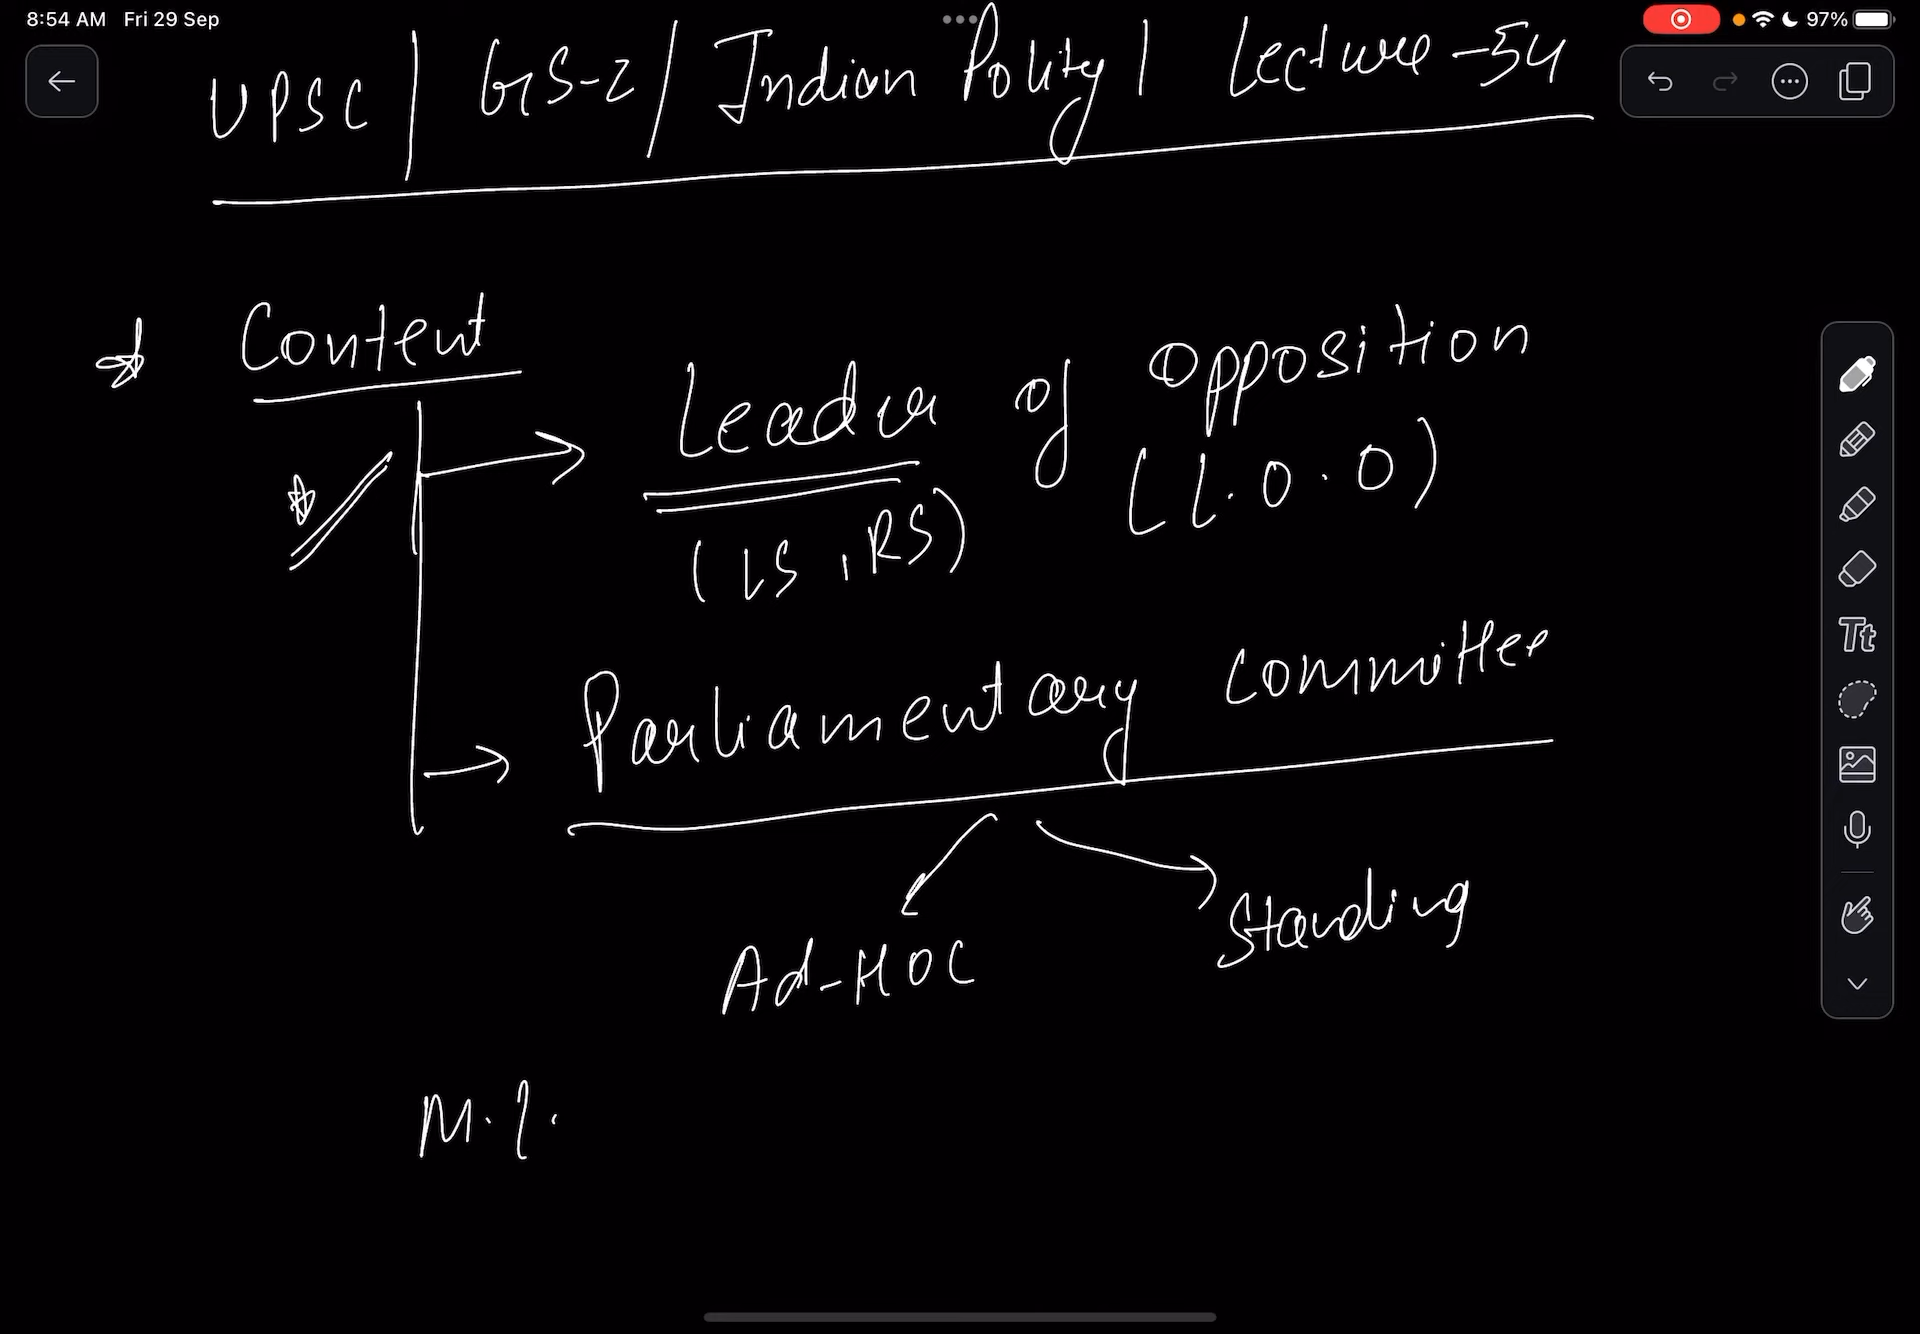 8:54 AM Fri 29 Sep
97%
UPSC | GS-2 / Indian Polity | Lecture-54
Content
Leader of opposition
(L.O.O)
(LS, RS)
Parliamentary committee
Ad-HOC
Standing
Tt